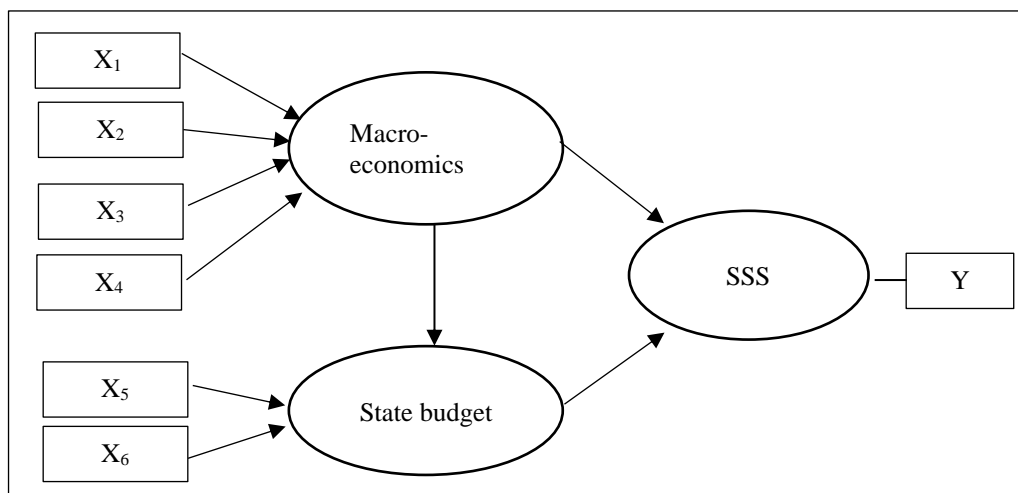 X₁
X₂
X₃
X₄
Macro-
economics
SSS
Y
X₅
X₆
State budget